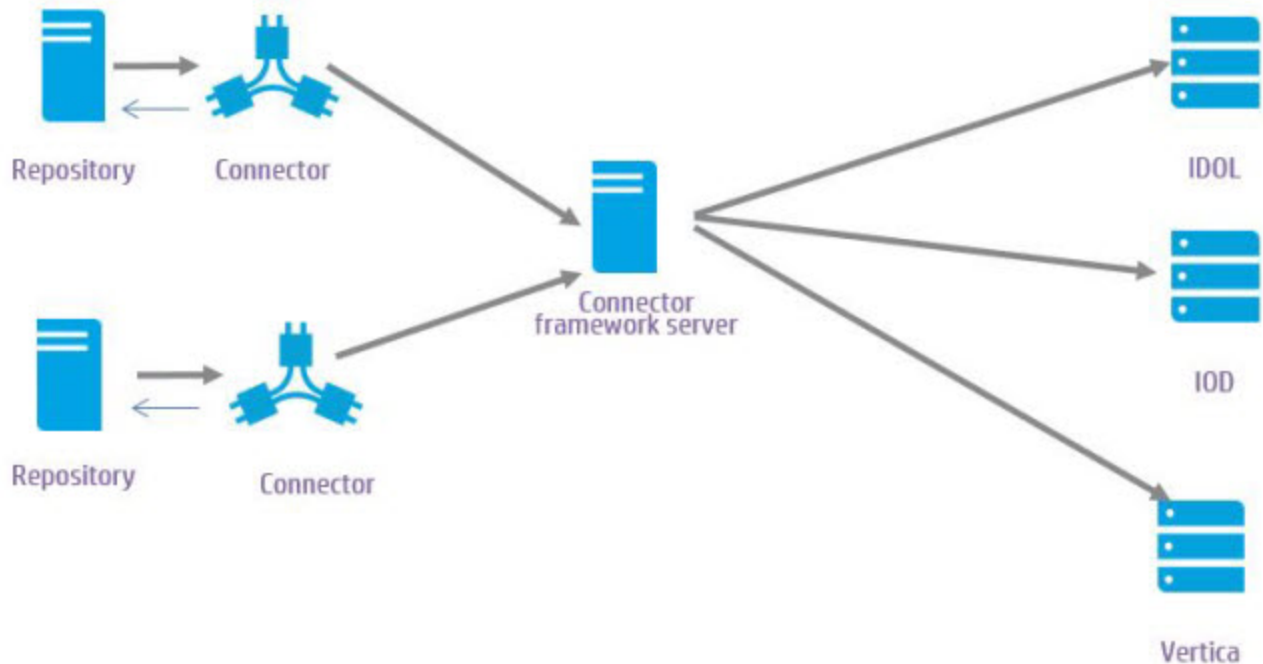 Repository
Connector
IDOL
Connector
framework server
IOD
Repository
Connector
Vertica